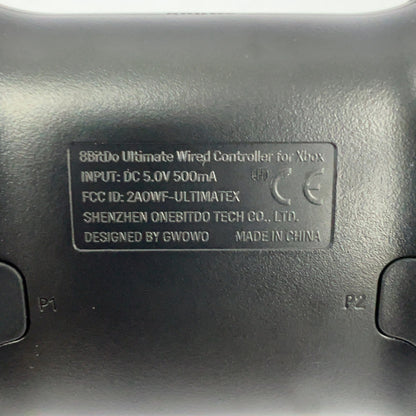 8BitDo Ultimate Wired Controller for Xbox
INPUT: DC 5.0V 500mA
FCC ID: 2AOWF-ULTIMATEX
CE
SHENZHEN ONEBITDO TECH CO., LTD.
DESIGNED BY GWOWO MADE IN CHINA
P1 P2